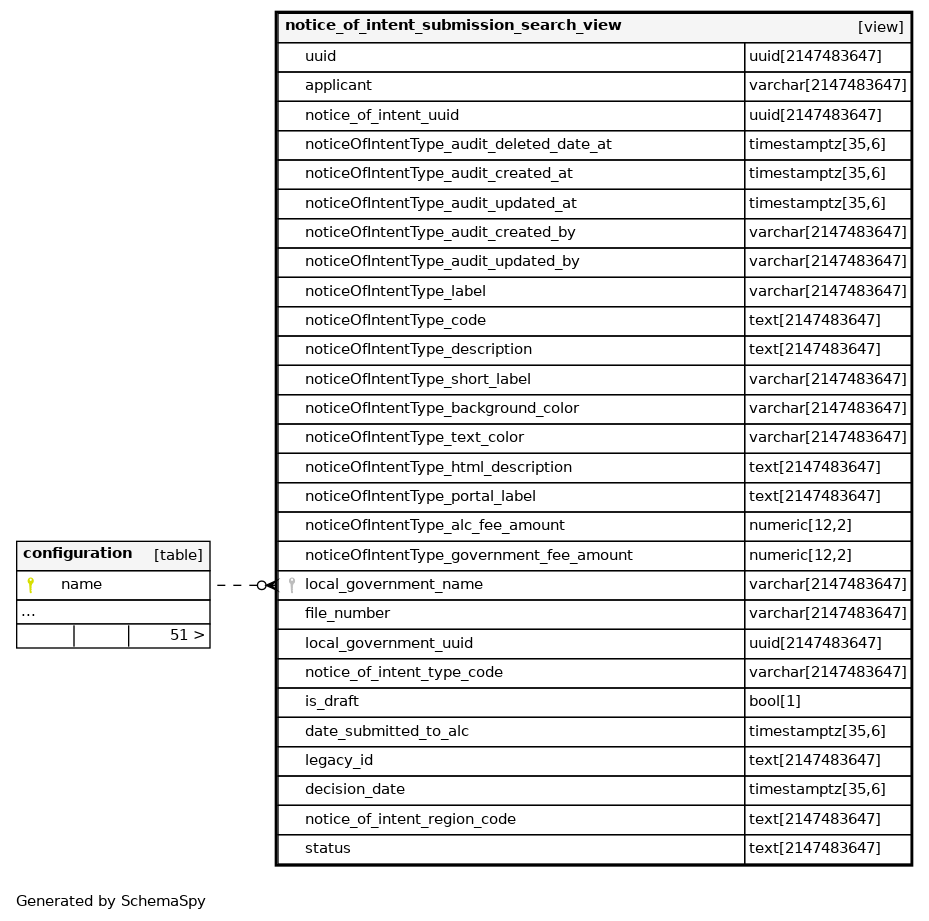 notice_of_intent_submission_search_view [view]
uuid uuid[2147483647]
applicant varchar[2147483647]
notice_of_intent_uuid uuid[2147483647]
noticeOfIntentType_audit_deleted_date_at timestamptz[35,6]
noticeOfIntentType_audit_created_at timestamptz[35,6]
noticeOfIntentType_audit_updated_at timestamptz[35,6]
noticeOfIntentType_audit_created_by varchar[2147483647]
noticeOfIntentType_audit_updated_by varchar[2147483647]
noticeOfIntentType_label varchar[2147483647]
noticeOfIntentType_code text[2147483647]
noticeOfIntentType_description text[2147483647]
noticeOfIntentType_short_label varchar[2147483647]
noticeOfIntentType_background_color varchar[2147483647]
noticeOfIntentType_text_color varchar[2147483647]
noticeOfIntentType_html_description text[2147483647]
noticeOfIntentType_portal_label text[2147483647]
noticeOfIntentType_alc_fee_amount numeric[12,2]
noticeOfIntentType_government_fee_amount numeric[12,2]
local_government_name varchar[2147483647]
file_number varchar[2147483647]
local_government_uuid uuid[2147483647]
notice_of_intent_type_code varchar[2147483647]
is_draft bool[1]
date_submitted_to_alc timestamptz[35,6]
legacy_id text[2147483647]
decision_date timestamptz[35,6]
notice_of_intent_region_code text[2147483647]
status text[2147483647]
configuration [table]
name
...
51 >
Generated by SchemaSpy